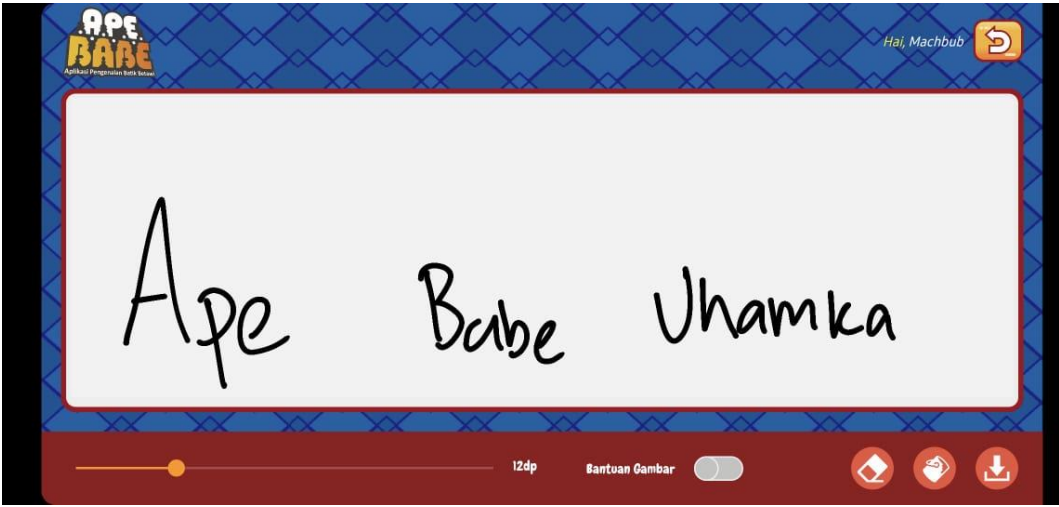 APE
BABE
Aplikasi Pengenalan Batik Betawi
Hai, Machbub
Ape Babe Uhamka
12dp
Bantuan Gambar